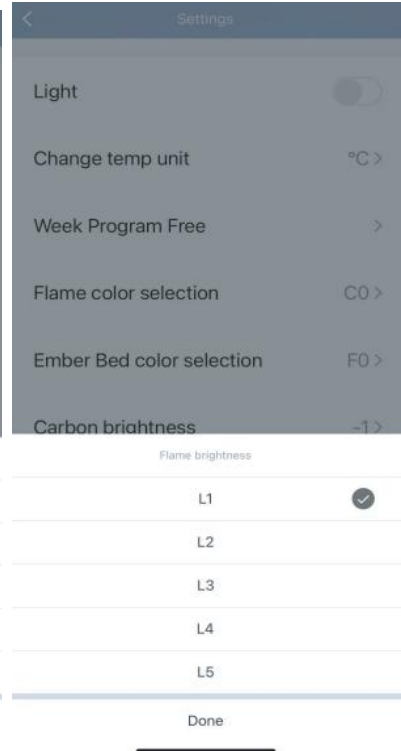 Settings
Light
Change temp unit °C >
Week Program Free >
Flame color selection C0 >
Ember Bed color selection F0 >
Carbon brightness -1 >
Flame brightness
L1
L2
L3
L4
L5
Done